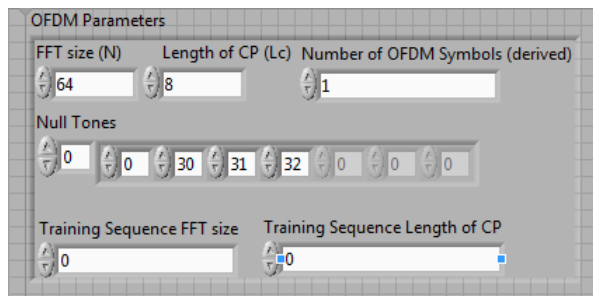 OFDM Parameters
FFT size (N) Length of CP (Lc) Number of OFDM Symbols (derived)
64 8 1
Null Tones
0 0 30 31 32 0 0 0
Training Sequence FFT size Training Sequence Length of CP
0 0